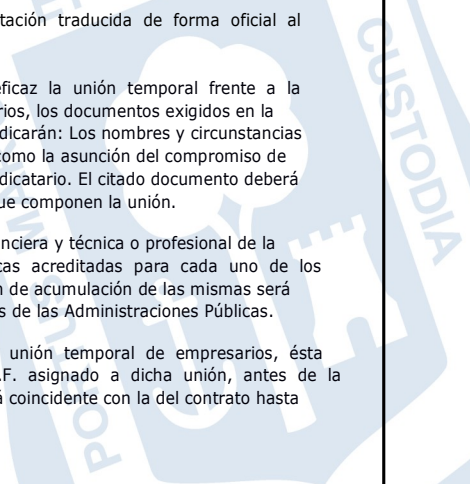 tación traducida de forma oficial al
eficaz la unión temporal frente a la
rios, los documentos exigidos en la
dicarán: Los nombres y circunstancias
como la asunción del compromiso de
dicatario. El citado documento deberá
que componen la unión.
nciera y técnica o profesional de la
cas acreditadas para cada uno de los
n de acumulación de las mismas será
s de las Administraciones Públicas.
unión temporal de empresarios, ésta
.F. asignado a dicha unión, antes de la
á coincidente con la del contrato hasta
CUSTODIA